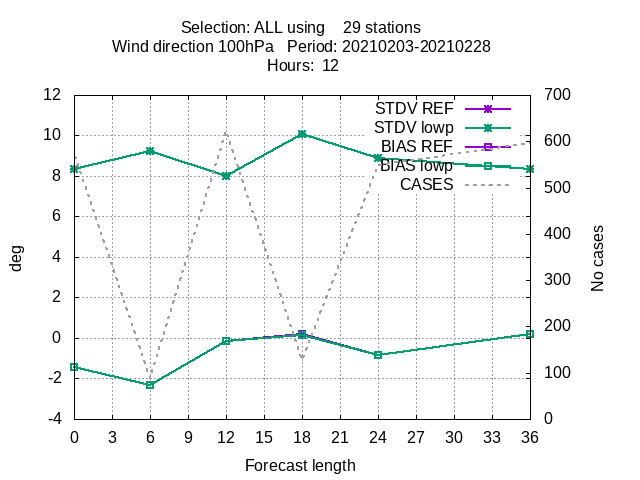 Selection: ALL using    29 stations
Wind direction 100hPa   Period: 20210203-20210228
Hours:  12
STDV REF
STDV lowp
BIAS REF
BIAS lowp
CASES
12
10
8
6
4
2
0
-2
-4
deg
700
600
500
400
300
200
100
0
No cases
0 3 6 9 12 15 18 21 24 27 30 33 36
Forecast length